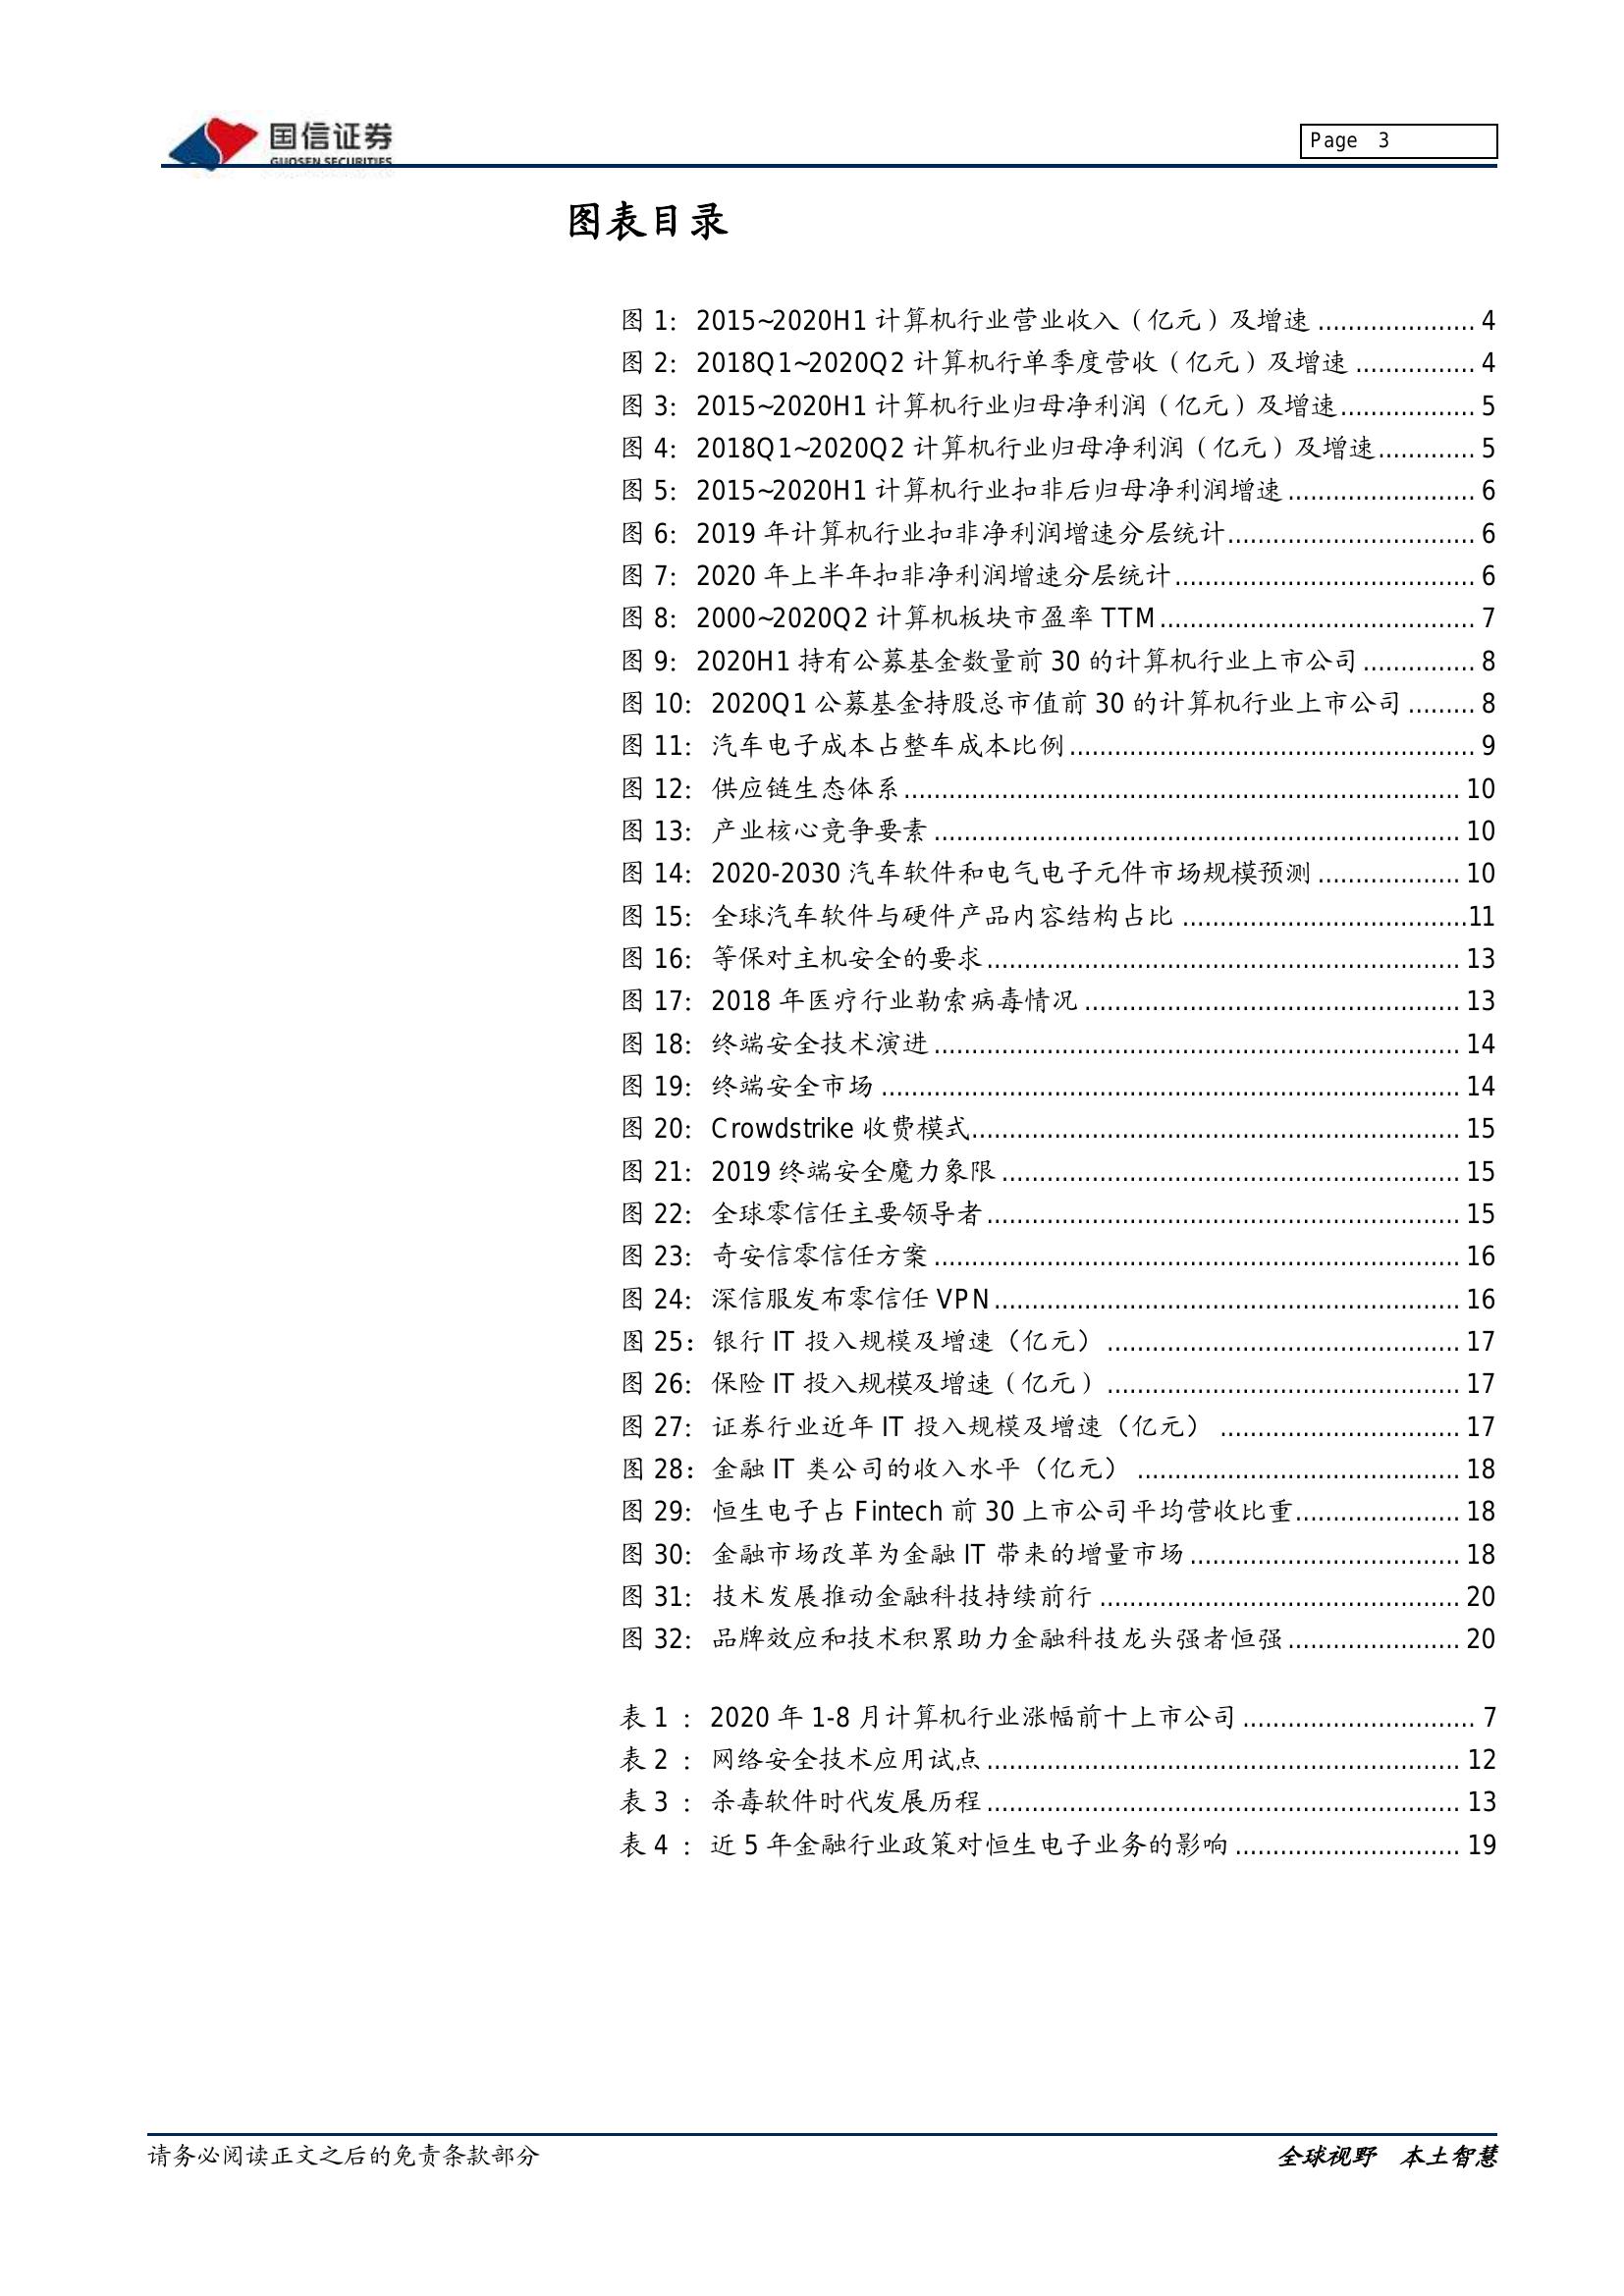 国信证券
GUOSEN SECURITIES
Page 3
图表目录
图 1: 2015~2020H1 计算机行业营业收入（亿元）及增速 ..................... 4
图 2: 2018Q1~2020Q2 计算机行单季度营收（亿元）及增速 ................ 4
图 3: 2015~2020H1 计算机行业归母净利润（亿元）及增速.................. 5
图 4: 2018Q1~2020Q2 计算机行业归母净利润（亿元）及增速............. 5
图 5: 2015~2020H1 计算机行业扣非后归母净利润增速 ......................... 6
图 6: 2019 年计算机行业扣非净利润增速分层统计................................. 6
图 7: 2020 年上半年扣非净利润增速分层统计........................................ 6
图 8: 2000~2020Q2 计算机板块市盈率 TTM.......................................... 7
图 9: 2020H1 持有公募基金数量前 30 的计算机行业上市公司 ............... 8
图 10: 2020Q1 公募基金持股总市值前 30 的计算机行业上市公司 ......... 8
图 11: 汽车电子成本占整车成本比例...................................................... 9
图 12: 供应链生态体系.......................................................................... 10
图 13: 产业核心竞争要素 ...................................................................... 10
图 14: 2020-2030 汽车软件和电气电子元件市场规模预测 ................... 10
图 15: 全球汽车软件与硬件产品内容结构占比 ......................................11
图 16: 等保对主机安全的要求............................................................... 13
图 17: 2018 年医疗行业勒索病毒情况 .................................................. 13
图 18: 终端安全技术演进 ...................................................................... 14
图 19: 终端安全市场 ............................................................................. 14
图 20: Crowdstrike 收费模式................................................................. 15
图 21: 2019 终端安全魔力象限 ............................................................. 15
图 22: 全球零信任主要领导者............................................................... 15
图 23: 奇安信零信任方案 ...................................................................... 16
图 24: 深信服发布零信任 VPN.............................................................. 16
图 25: 银行 IT 投入规模及增速（亿元） ............................................... 17
图 26: 保险 IT 投入规模及增速（亿元） ............................................... 17
图 27: 证券行业近年 IT 投入规模及增速（亿元） ................................ 17
图 28: 金融 IT 类公司的收入水平（亿元） ........................................... 18
图 29: 恒生电子占 Fintech 前 30 上市公司平均营收比重...................... 18
图 30: 金融市场改革为金融 IT 带来的增量市场 .................................... 18
图 31: 技术发展推动金融科技持续前行 ................................................ 20
图 32: 品牌效应和技术积累助力金融科技龙头强者恒强 ....................... 20
表 1 : 2020 年 1-8 月计算机行业涨幅前十上市公司 ............................... 7
表 2 : 网络安全技术应用试点 ............................................................... 12
表 3 : 杀毒软件时代发展历程 ............................................................... 13
表 4 : 近 5 年金融行业政策对恒生电子业务的影响 .............................. 19
请务必阅读正文之后的免责条款部分
全球视野 本土智慧